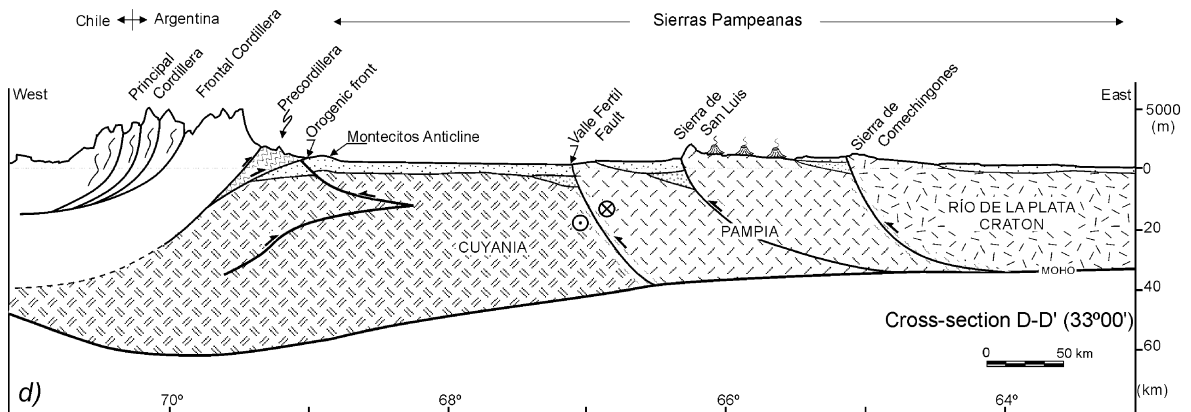 Chile
Argentina
Sierras Pampeanas
West
Principal
Cordillera
Frontal Cordillera
Precordillera
Orogenic front
Montecitos Anticline
Valle Fertil
Fault
Sierra de
San Luis
Sierra de
Comechingones
East
5000
(m)
0
20
40
60
(km)
CUYANIA
PAMPIA
RÍO DE LA PLATA
CRATON
MOHO
Cross-section D-D' (33º00')
0 50 km
d)
70º 68º 66º 64º